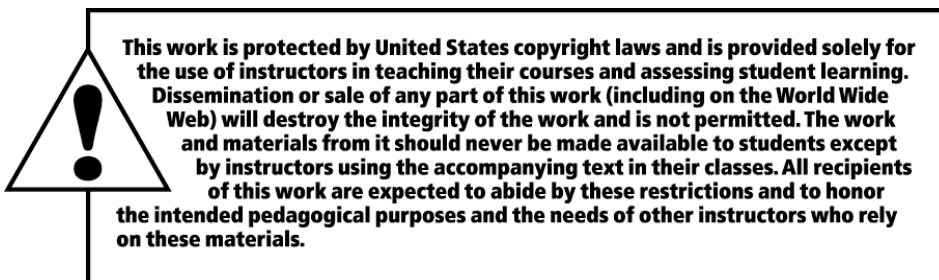 This work is protected by United States copyright laws and is provided solely for
the use of instructors in teaching their courses and assessing student learning.
Dissemination or sale of any part of this work (including on the World Wide
Web) will destroy the integrity of the work and is not permitted. The work
and materials from it should never be made available to students except
by instructors using the accompanying text in their classes. All recipients
of this work are expected to abide by these restrictions and to honor
the intended pedagogical purposes and the needs of other instructors who rely
on these materials.